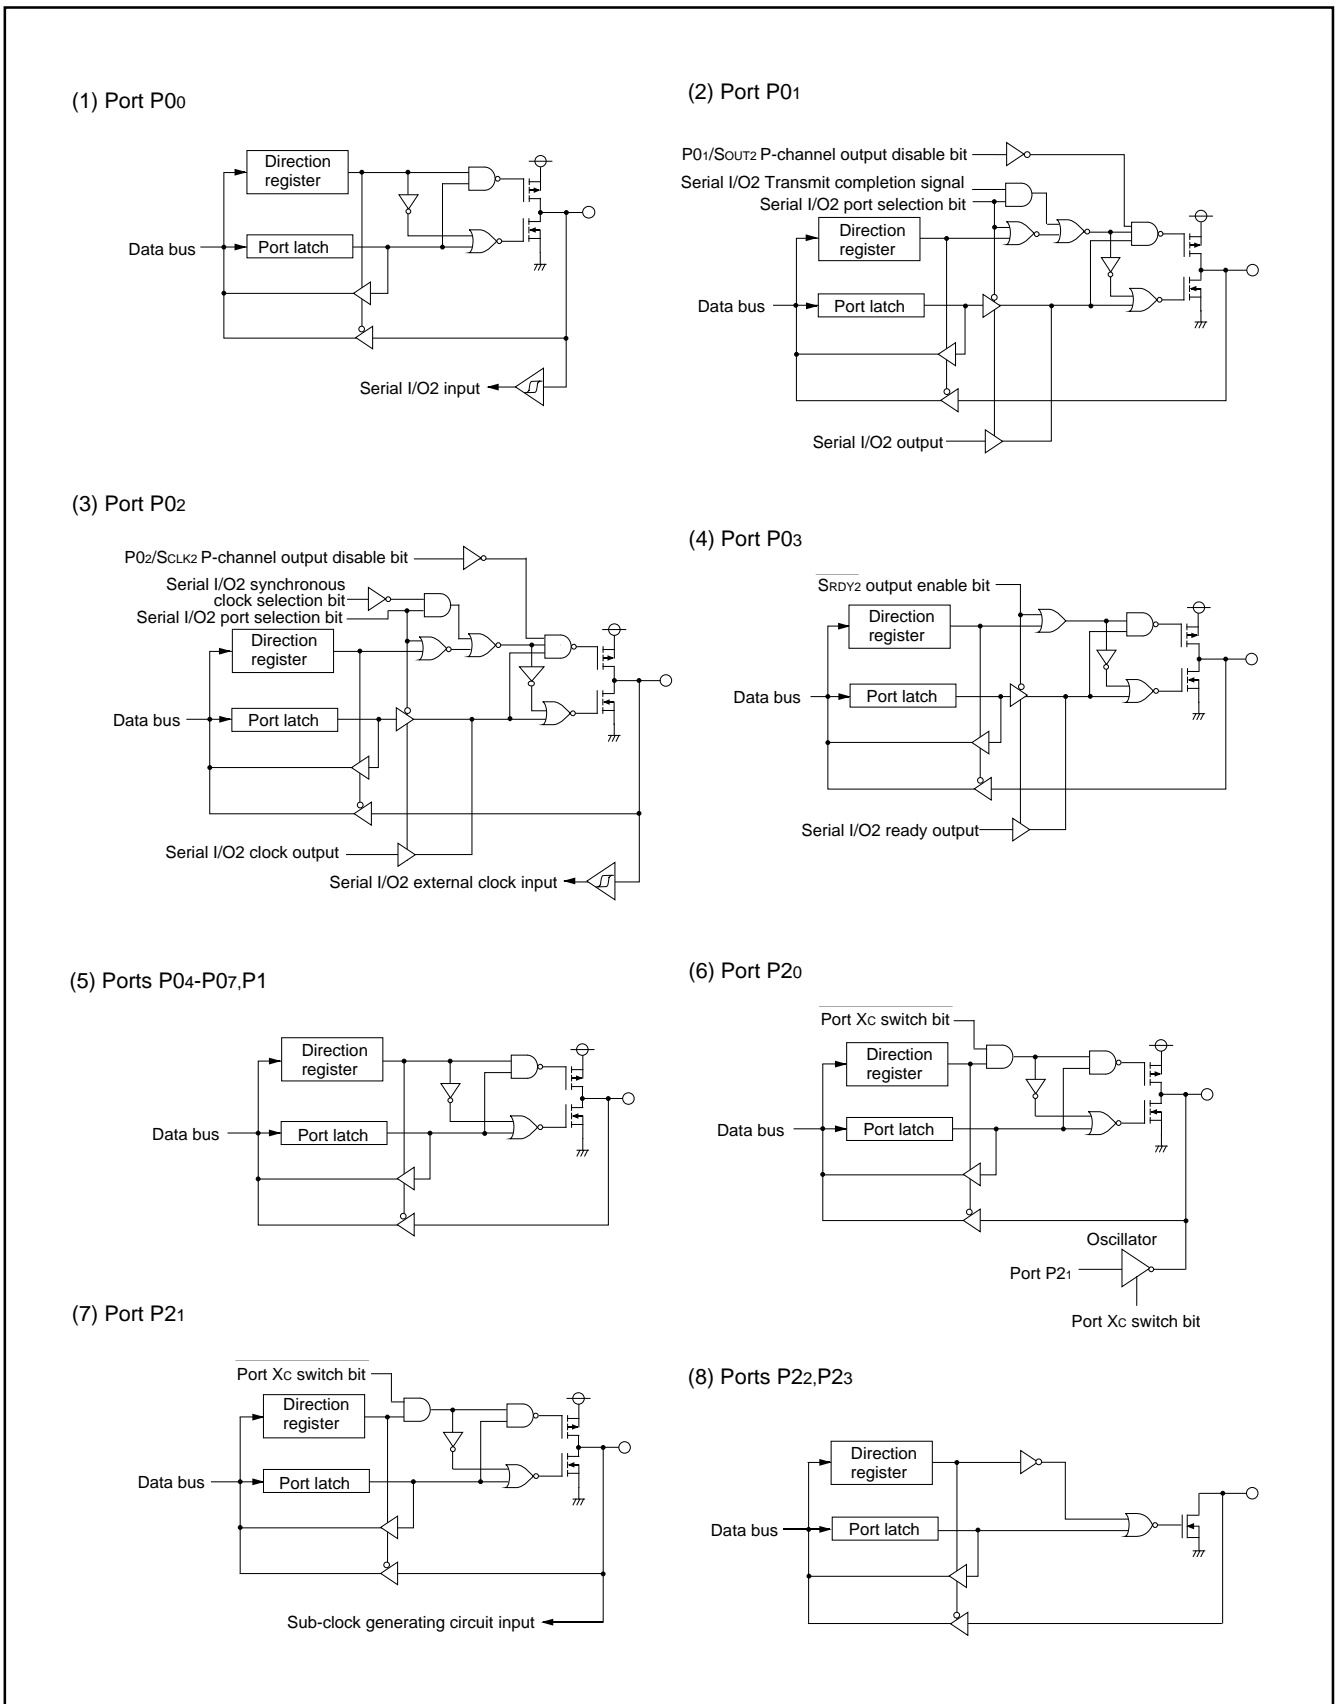 (1) Port P00
Direction
register
Data bus
Port latch
Serial I/O2 input
(2) Port P01
P01/SOUT2 P-channel output disable bit
Serial I/O2 Transmit completion signal
Serial I/O2 port selection bit
Direction
register
Data bus
Port latch
Serial I/O2 output
(3) Port P02
P02/SCLK2 P-channel output disable bit
Serial I/O2 synchronous
clock selection bit
Serial I/O2 port selection bit
Direction
register
Data bus
Port latch
Serial I/O2 clock output
Serial I/O2 external clock input
(4) Port P03
SRDY2 output enable bit
Direction
register
Data bus
Port latch
Serial I/O2 ready output
(5) Ports P04-P07,P1
Direction
register
Data bus
Port latch
(6) Port P20
Port XC switch bit
Direction
register
Data bus
Port latch
Oscillator
Port P21
Port XC switch bit
(7) Port P21
Port XC switch bit
Direction
register
Data bus
Port latch
Sub-clock generating circuit input
(8) Ports P22,P23
Direction
register
Data bus
Port latch